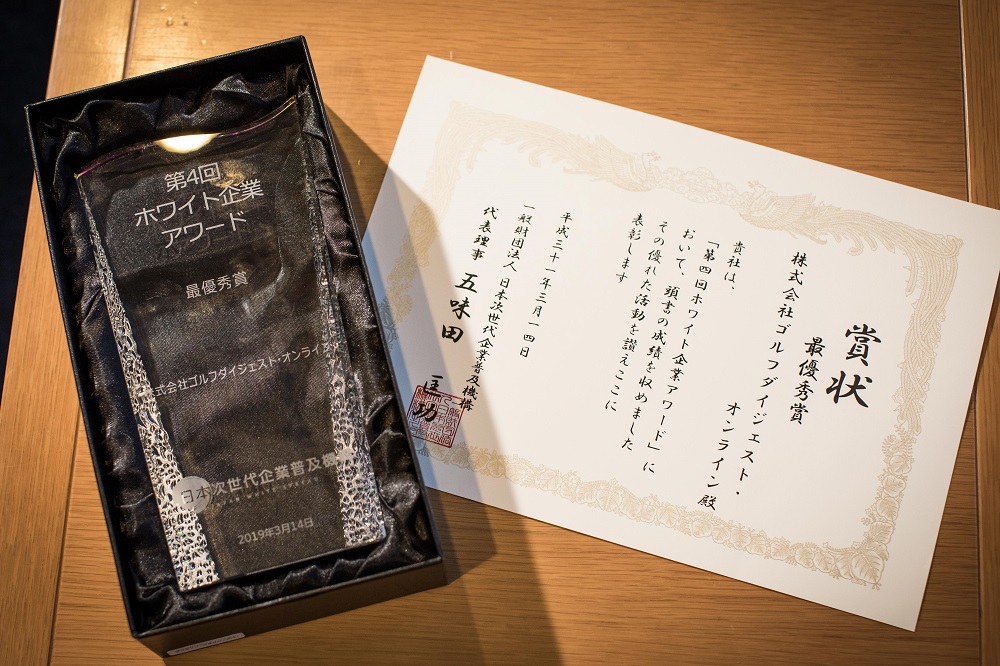 第4回
ホワイト企業
アワード
最優秀賞
式会社ゴルフダイジェスト・オンライン
日本次世代企業普及機
2019年3月14日
賞状
最優秀賞
株式会社ゴルフダイジェスト・
オンライン殿
貴社は、
「第四回ホワイト企業アワード」に
おいて、頭書の成績を収めました
その優れた活動を讃えここに
表彰します
平成三十一年三月一四日
一般財団法人日本次世代企業普及機構
代表理事 五味田 匡功